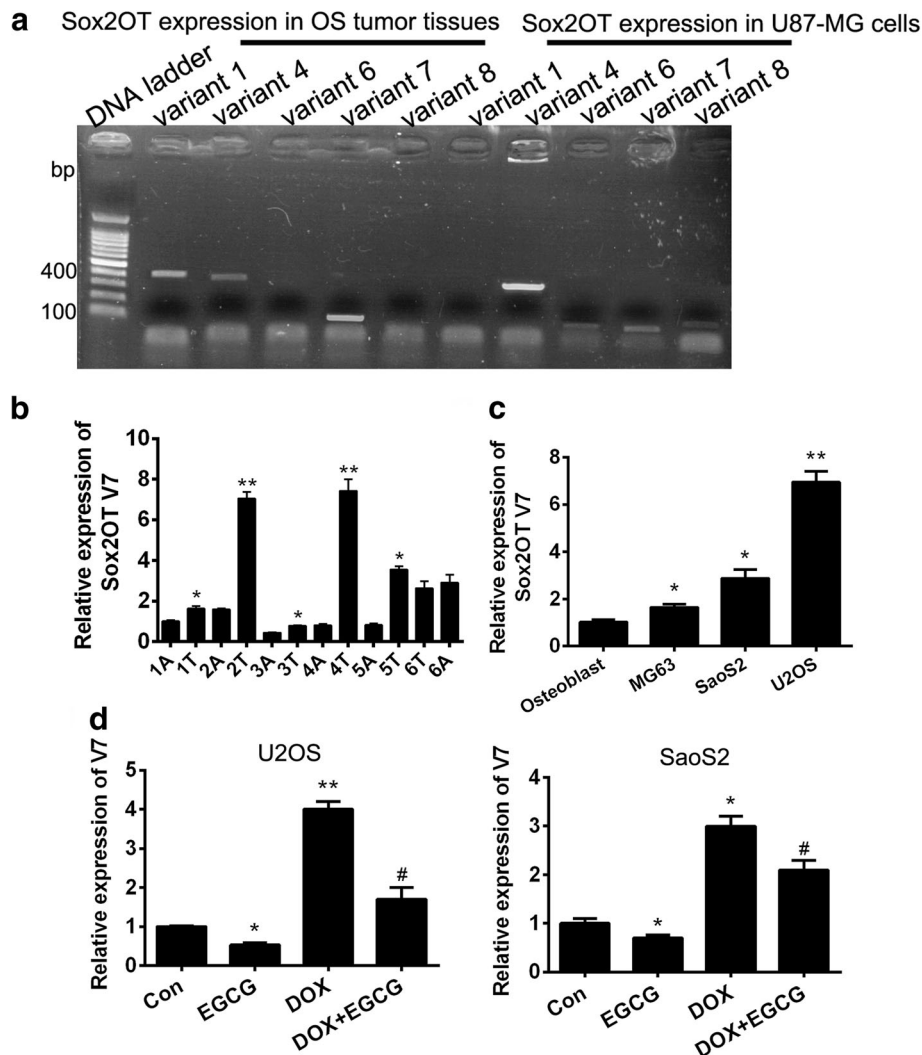 a
Sox2OT expression in OS tumor tissues
Sox2OT expression in U87-MG cells
DNA ladder
variant 1
variant 4
variant 6
variant 7
variant 8
variant 1
variant 4
variant 6
variant 7
variant 8
bp
400
100
b
Relative expression of
Sox2OT V7
10
8
6
4
2
0
*
**
*
**
*
1A
1T
2A
2T
3A
3T
4A
4T
5A
5T
6T
6A
c
Relative expression of
Sox2OT V7
8
6
4
2
0
*
*
**
Osteoblast
MG63
SaoS2
U2OS
d
U2OS
Relative expression of V7
5
4
3
2
1
0
*
**
#
Con
EGCG
DOX
DOX+EGCG
SaoS2
Relative expression of V7
4
3
2
1
0
*
*
#
Con
EGCG
DOX
DOX+EGCG